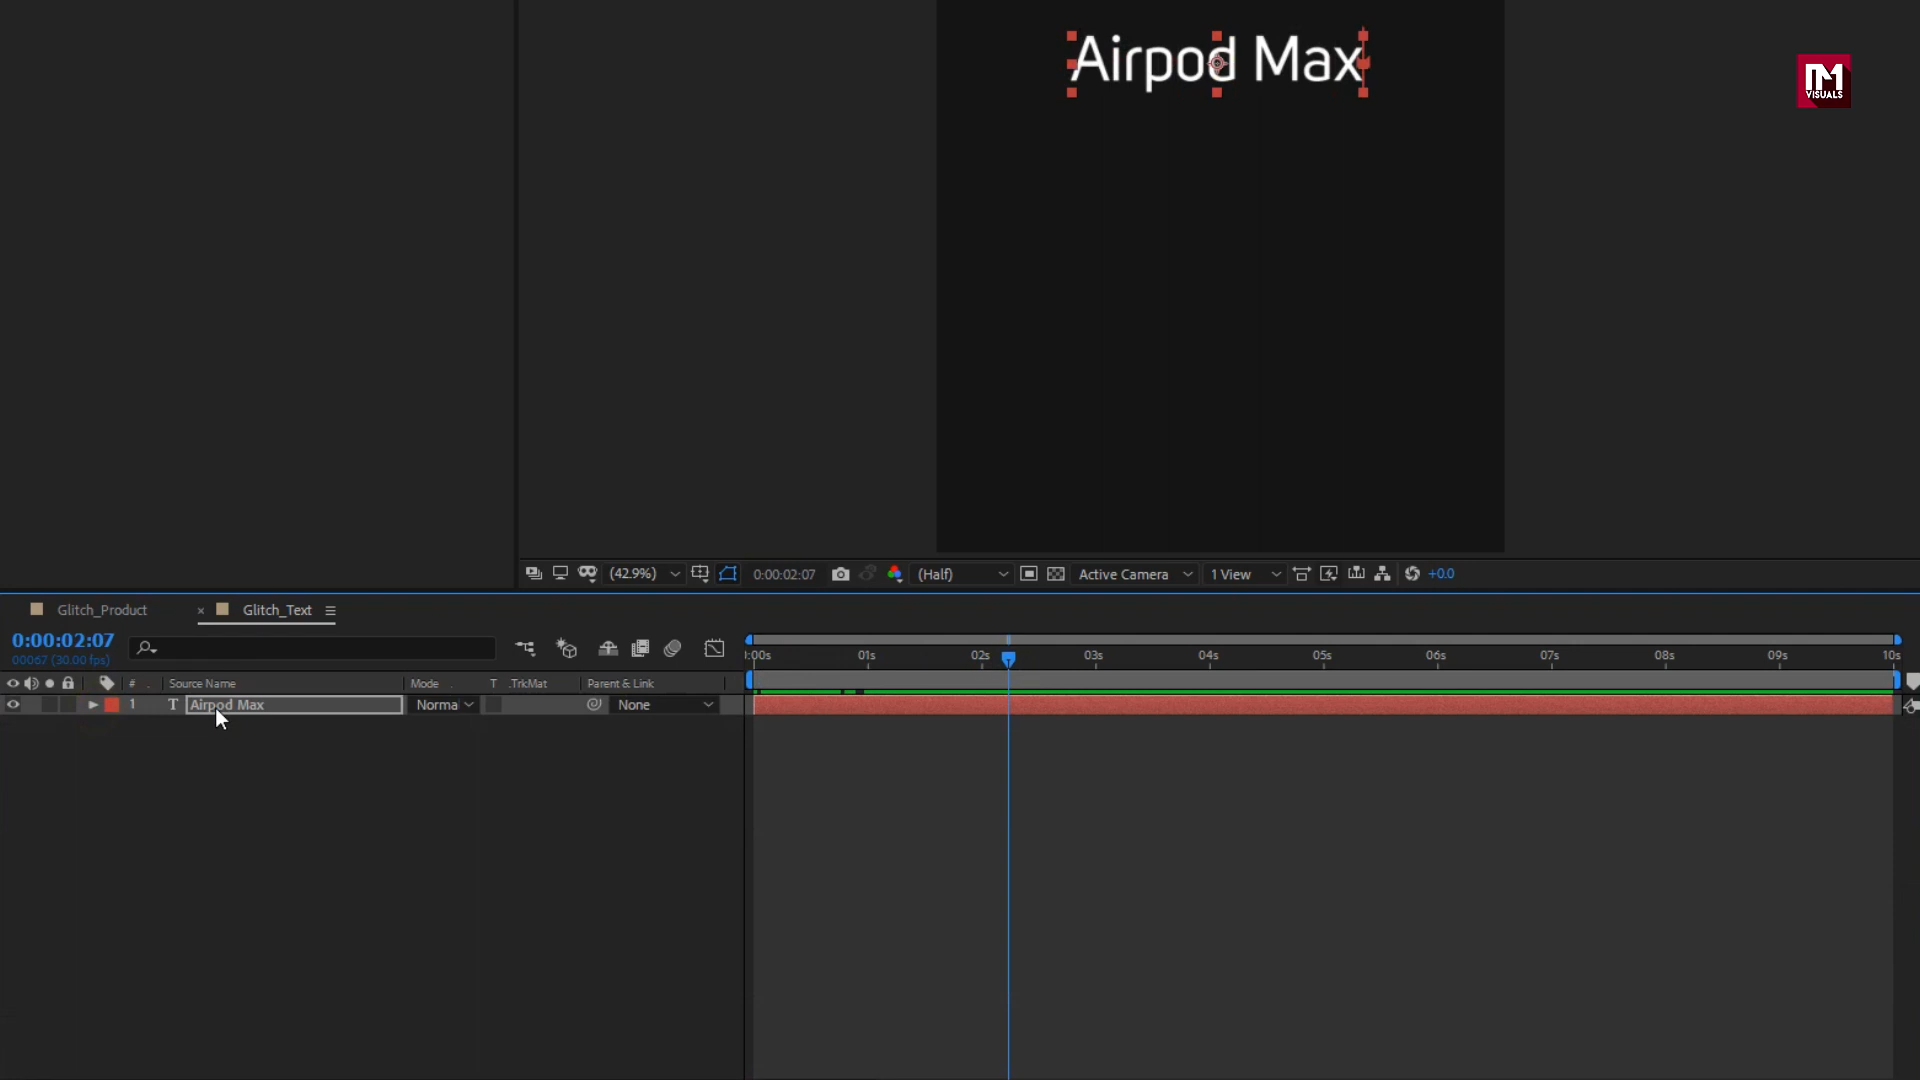 Airpod Max
M
VISUALS
(42.9%)
0:00:02:07
(Half)
Active Camera
1 View
+0.0
Glitch_Product
× Glitch_Text
0:00:02:07
00067 (30.00 fps)
:00s 01s 02s 03s 04s 05s 06s 07s 08s 09s 10s
# . Source Name Mode . T .TrkMat Parent & Link
1 T Airpod Max Normal None